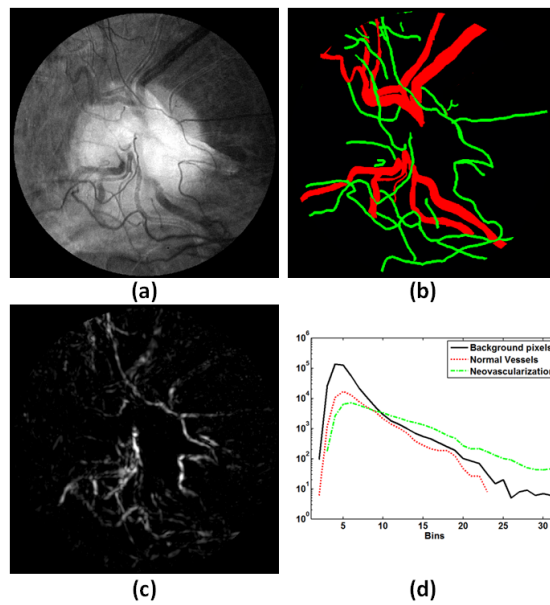 (a)
(b)
10^6
10^5
10^4
10^3
10^2
10^1
10^0
Background pixels
Normal Vessels
Neovascularization
5
10
15
20
25
30
Bins
(c)
(d)